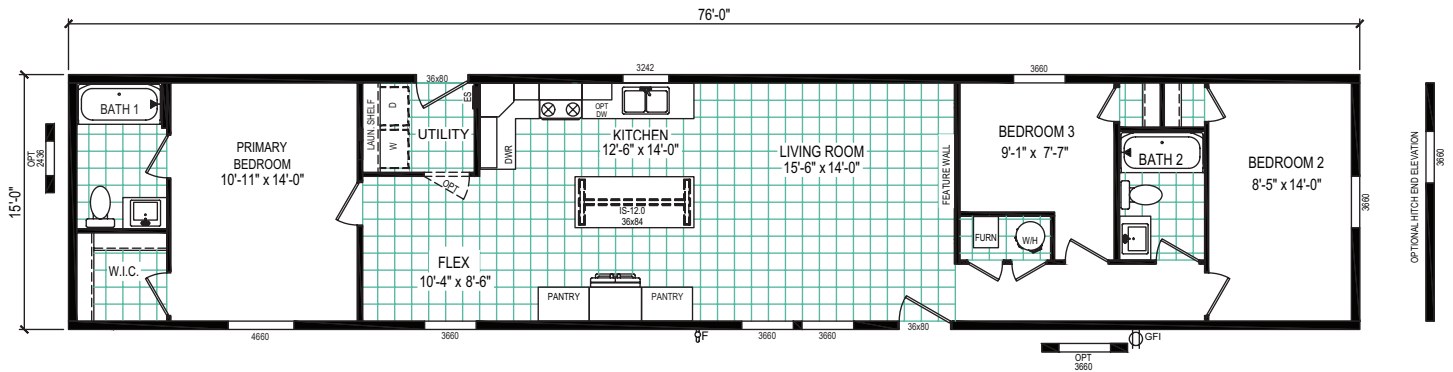 76'-0"
15'-0"
OPT
2436
BATH 1
W.I.C.
PRIMARY
BEDROOM
10'-11" x 14'-0"
4660
36x80
LAUN. SHELF
D
W
ES
UTILITY
OPT
FLEX
10'-4" x 8'-6"
3660
3242
OPT
DW
DWR
KITCHEN
12'-6" x 14'-0"
IS-12.0
36x84
PANTRY
PANTRY
F
LIVING ROOM
15'-6" x 14'-0"
3660
3660
36x80
FEATURE WALL
3660
BEDROOM 3
9'-1" x 7'-7"
FURN
W/H
BATH 2
BEDROOM 2
8'-5" x 14'-0"
3660
GFI
OPT
3660
OPTIONAL HITCH END ELEVATION
3660